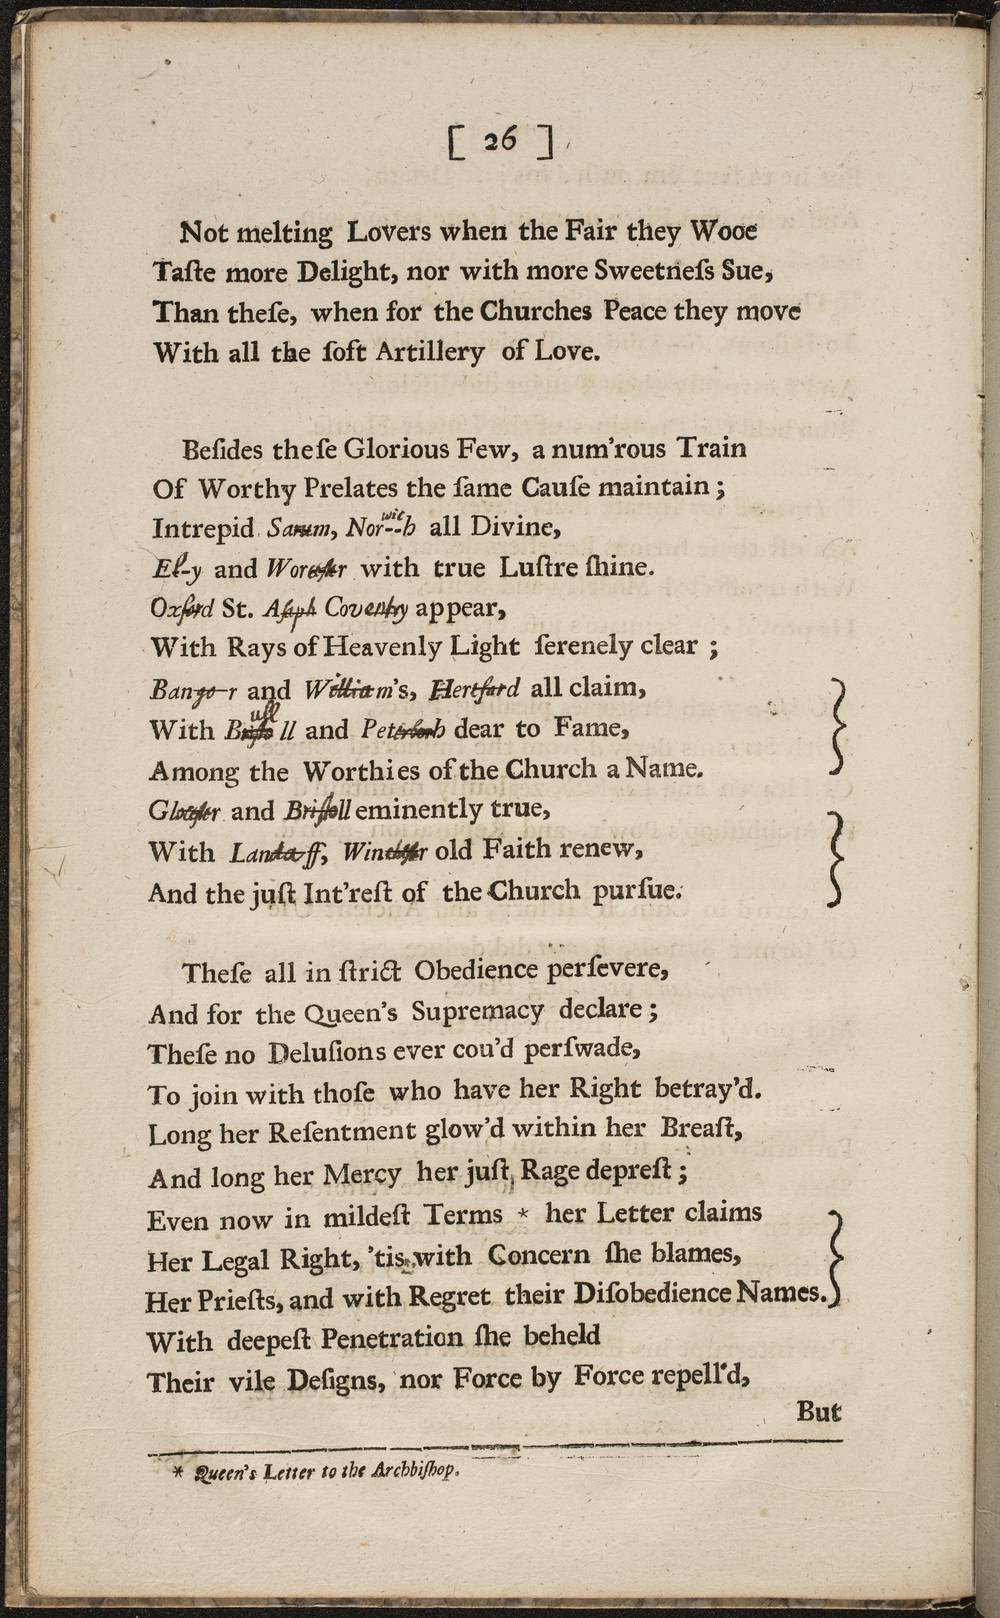 [ 26 ]
Not melting Lovers when the Fair they Wooe
Taſte more Delight, nor with more Sweetneſs Sue,
Than theſe, when for the Churches Peace they move
With all the ſoft Artillery of Love.
Beſides theſe Glorious Few, a num'rous Train
Of Worthy Prelates the ſame Cauſe maintain ;
Intrepid Sarum, Norwich all Divine,
El-y and Worceſter with true Luſtre ſhine.
Oxford St. Aſaph Coventry appear,
With Rays of Heavenly Light ſerenely clear ;
Bango-r and William's, Hertford all claim,
With Bull and Peterborh dear to Fame,
Among the Worthies of the Church a Name.
Gloceſter and Briſtoll eminently true,
With Landaff, Wincheſter old Faith renew,
And the juſt Int'reſt of the Church purſue.
Theſe all in ſtrict Obedience perſevere,
And for the Queen's Supremacy declare ;
Theſe no Deluſions ever cou'd perſwade,
To join with thoſe who have her Right betray'd.
Long her Reſentment glow'd within her Breaſt,
And long her Mercy her juſt Rage depreſt ;
Even now in mildeſt Terms * her Letter claims
Her Legal Right, 'tis with Concern ſhe blames,
Her Prieſts, and with Regret their Diſobedience Names.
With deepeſt Penetration ſhe beheld
Their vile Deſigns, nor Force by Force repell'd,
But
* Queen's Letter to the Archbiſhop.